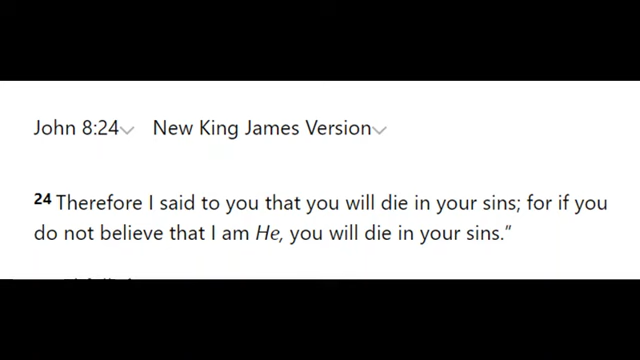 John 8:24 New King James Version
24 Therefore I said to you that you will die in your sins; for if you
do not believe that I am He, you will die in your sins.”